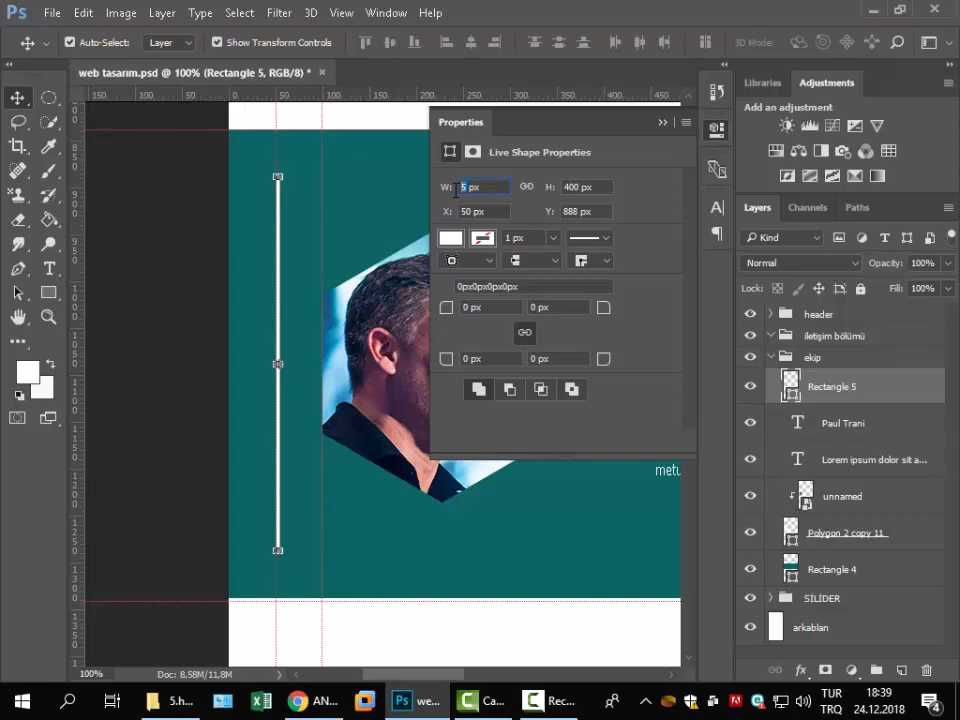 Ps File Edit Image Layer Type Select Filter 3D View Window Help
Auto-Select: Layer Show Transform Controls 3D Mode:
web tasarım.psd @ 100% (Rectangle 5, RGB/8) *
150 100 50 0 50 100 150 200 250 300 350 400 450
Properties
Live Shape Properties
W: 5 px H: 400 px
X: 50 px Y: 888 px
1 px
0px0px0px0px
0 px 0 px
0 px 0 px
metu
Libraries Adjustments
Add an adjustment
Layers Channels Paths
Kind
Normal Opacity: 100%
Lock: Fill: 100%
header
iletişim bölümü
ekip
Rectangle 5
Paul Trani
Lorem ipsum dolor sit a...
unnamed
Polygon 2 copy 11
Rectangle 4
SİLİDER
arkablan
100% Doc: 8,58M/11,8M
5.h... AN... we... Ca... Rec...
TUR 18:39
TRQ 24.12.2018
4